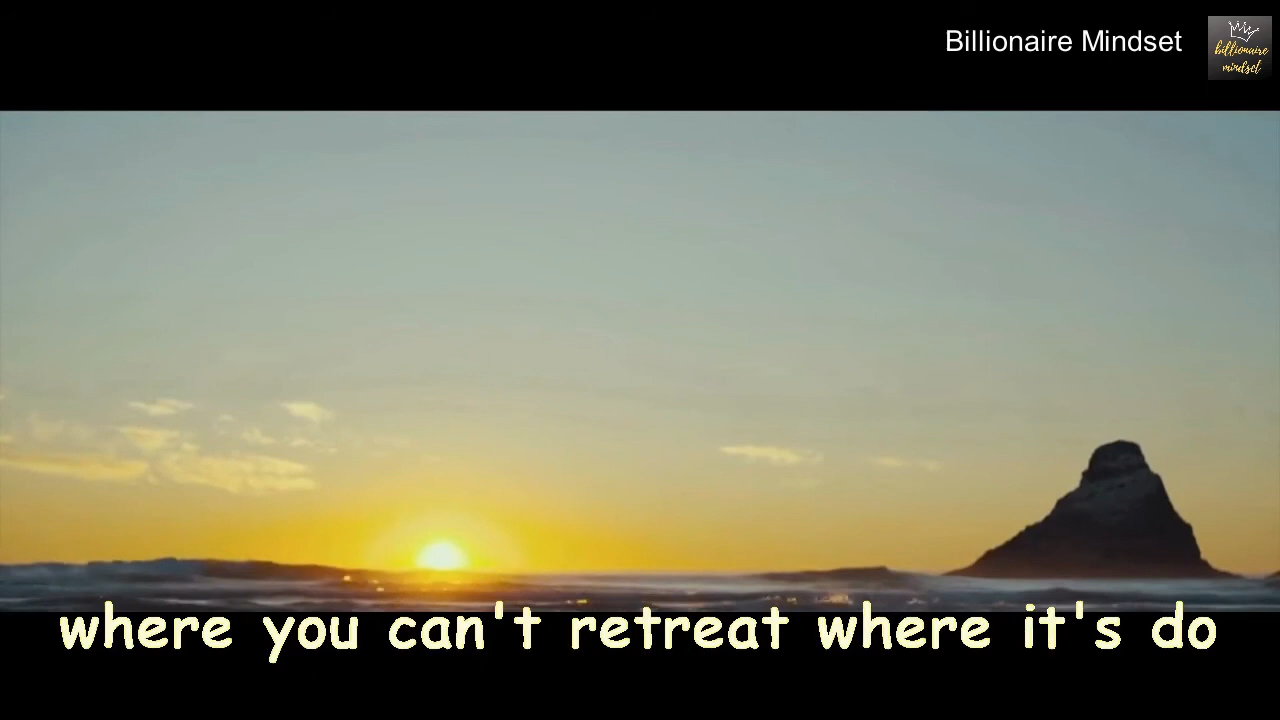 Billionaire Mindset
billionaire
mindset
where you can't retreat where it's do